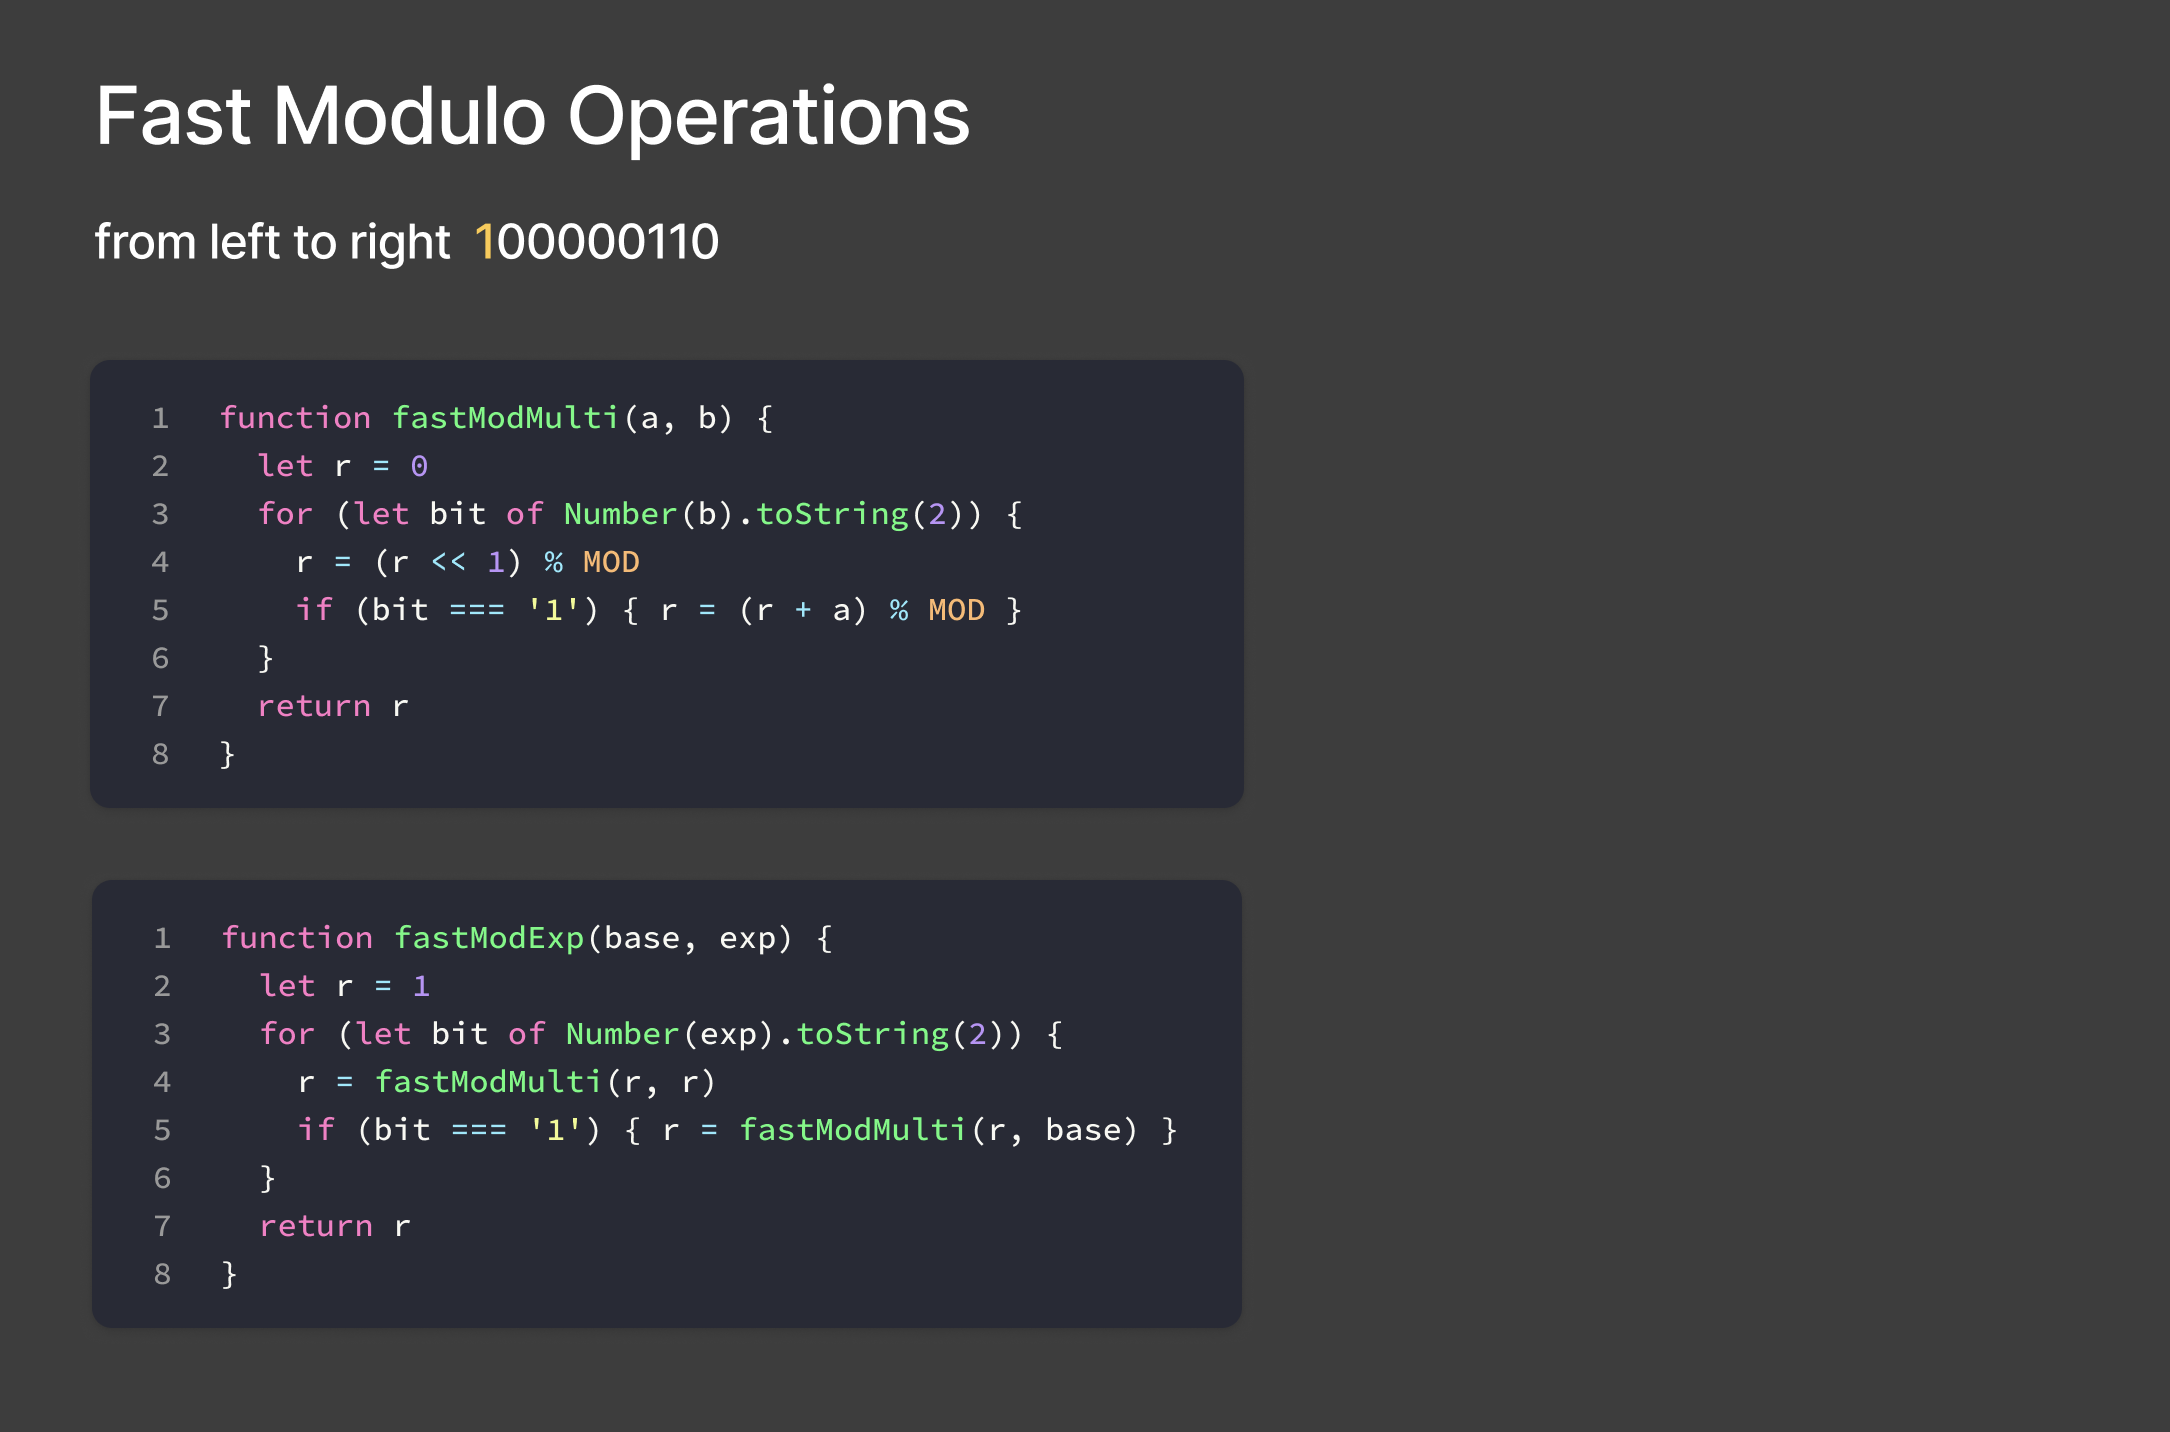 Fast Modulo Operations
from left to right 100000110
1 function fastModMulti(a, b) {
2   let r = 0
3   for (let bit of Number(b).toString(2)) {
4     r = (r << 1) % MOD
5     if (bit === '1') { r = (r + a) % MOD }
6   }
7   return r
8 }
1 function fastModExp(base, exp) {
2   let r = 1
3   for (let bit of Number(exp).toString(2)) {
4     r = fastModMulti(r, r)
5     if (bit === '1') { r = fastModMulti(r, base) }
6   }
7   return r
8 }